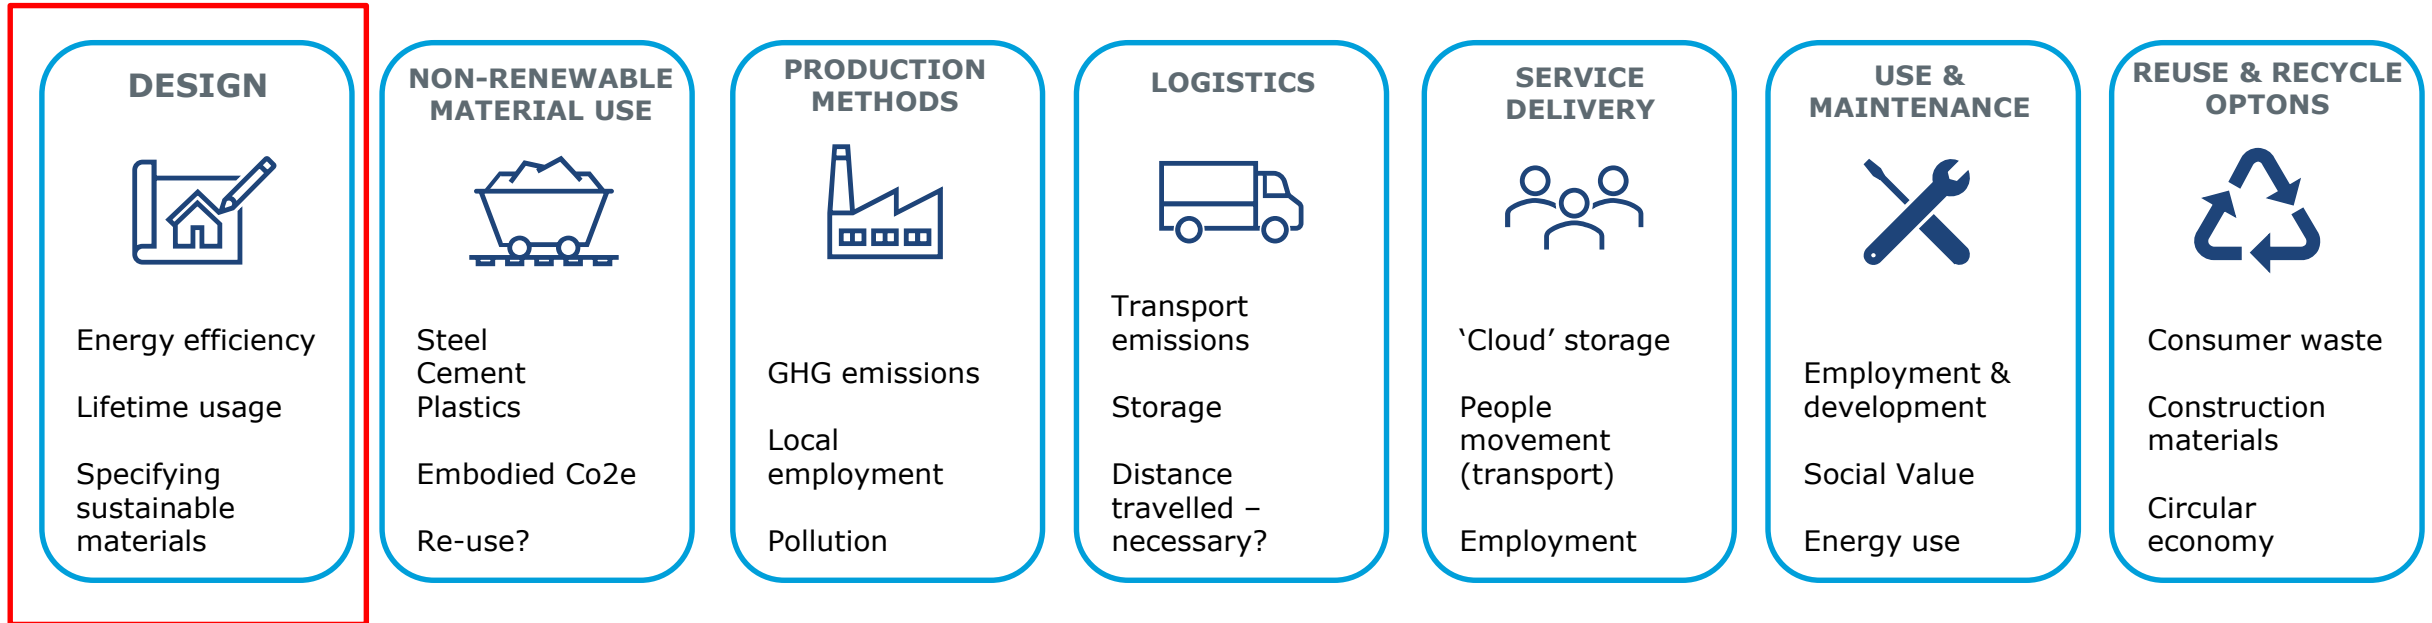 DESIGN
Energy efficiency
Lifetime usage
Specifying
sustainable
materials
NON-RENEWABLE
MATERIAL USE
Steel
Cement
Plastics
Embodied Co2e
Re-use?
PRODUCTION
METHODS
GHG emissions
Local
employment
Pollution
LOGISTICS
Transport
emissions
Storage
Distance
travelled –
necessary?
SERVICE
DELIVERY
‘Cloud’ storage
People
movement
(transport)
Employment
USE &
MAINTENANCE
Employment &
development
Social Value
Energy use
REUSE & RECYCLE
OPTONS
Consumer waste
Construction
materials
Circular
economy